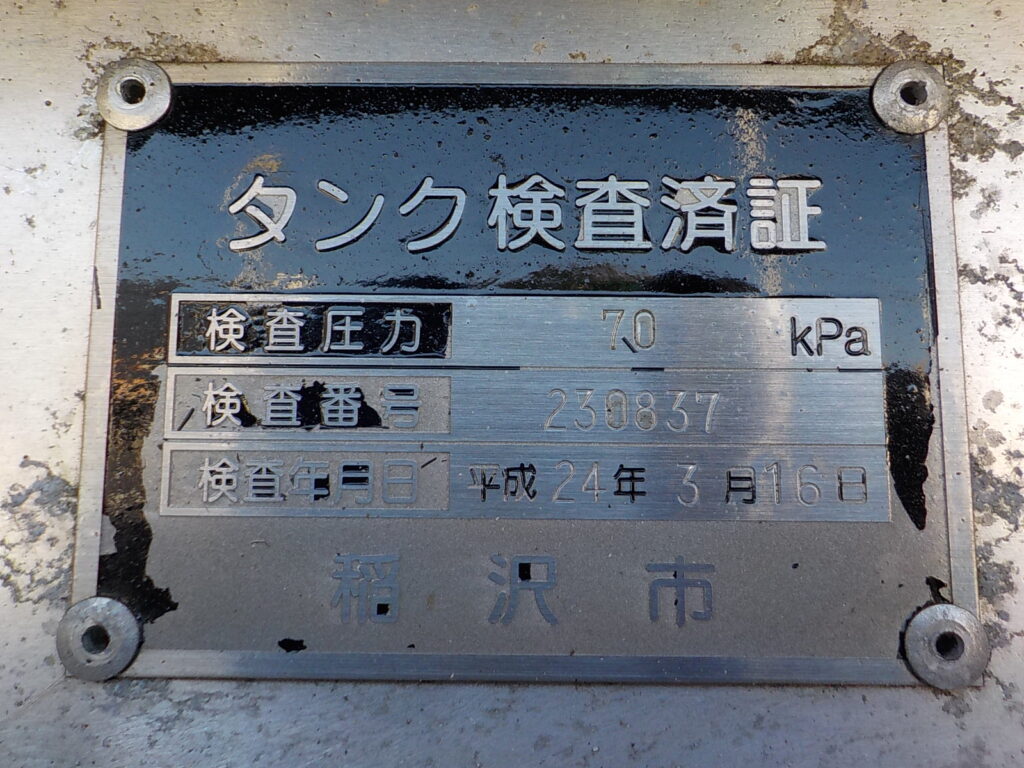 タンク検査済証
検査圧力 70 kPa
検査番号 230837
検査年月日 平成24年3月16日
稲沢市